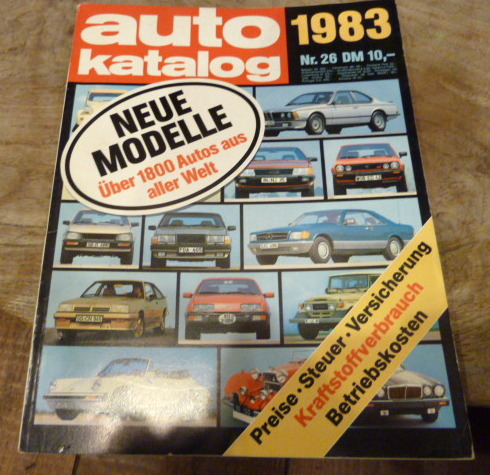 auto
katalog
1983
Nr. 26 DM 10,–
NEUE
MODELLE
Über 1800 Autos aus
aller Welt
Preise · Steuer · Versicherung
Kraftstoffverbrauch
Betriebskosten